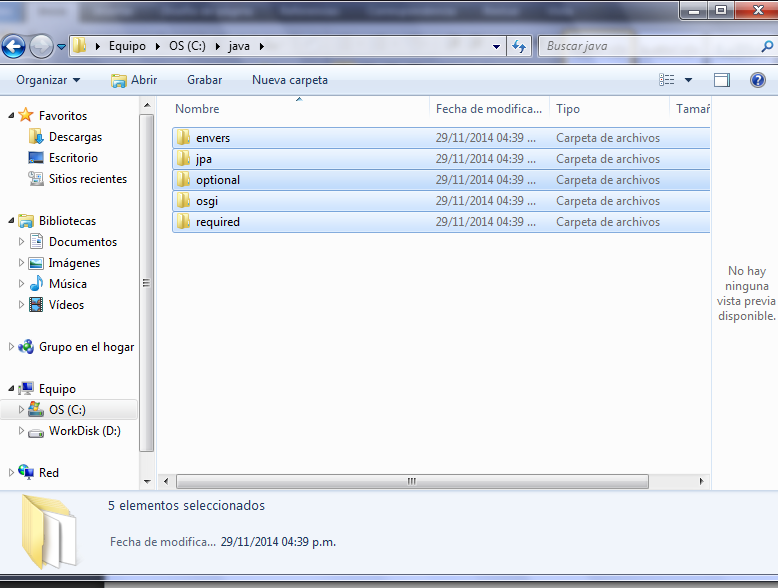 Equipo OS (C:) java Buscar java
Organizar Abrir Grabar Nueva carpeta
Favoritos
Descargas
Escritorio
Sitios recientes
Bibliotecas
Documentos
Imágenes
Música
Vídeos
Grupo en el hogar
Equipo
OS (C:)
WorkDisk (D:)
Red
Nombre Fecha de modifica... Tipo Tamañ
envers 29/11/2014 04:39 ... Carpeta de archivos
jpa 29/11/2014 04:39 ... Carpeta de archivos
optional 29/11/2014 04:39 ... Carpeta de archivos
osgi 29/11/2014 04:39 ... Carpeta de archivos
required 29/11/2014 04:39 ... Carpeta de archivos
No hay
ninguna
vista previa
disponible.
5 elementos seleccionados
Fecha de modifica... 29/11/2014 04:39 p.m.